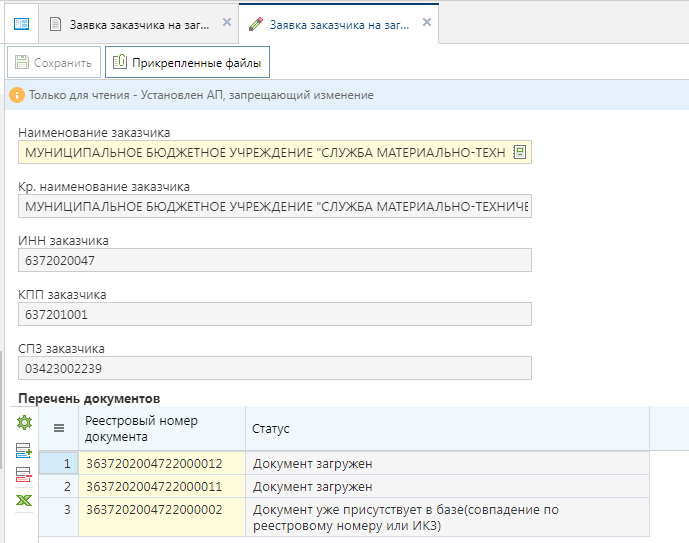 Заявка заказчика на заг...
Заявка заказчика на заг...
Сохранить
Прикрепленные файлы
Только для чтения - Установлен АП, запрещающий изменение
Наименование заказчика
МУНИЦИПАЛЬНОЕ БЮДЖЕТНОЕ УЧРЕЖДЕНИЕ "СЛУЖБА МАТЕРИАЛЬНО-ТЕХН
Кр. наименование заказчика
МУНИЦИПАЛЬНОЕ БЮДЖЕТНОЕ УЧРЕЖДЕНИЕ "СЛУЖБА МАТЕРИАЛЬНО-ТЕХНИЧЕ
ИНН заказчика
6372020047
КПП заказчика
637201001
СПЗ заказчика
03423002239
Перечень документов
Реестровый номер
документа
Статус
1 3637202004722000012 Документ загружен
2 3637202004722000011 Документ загружен
3 3637202004722000002 Документ уже присутствует в базе(совпадение по
реестровому номеру или ИКЗ)